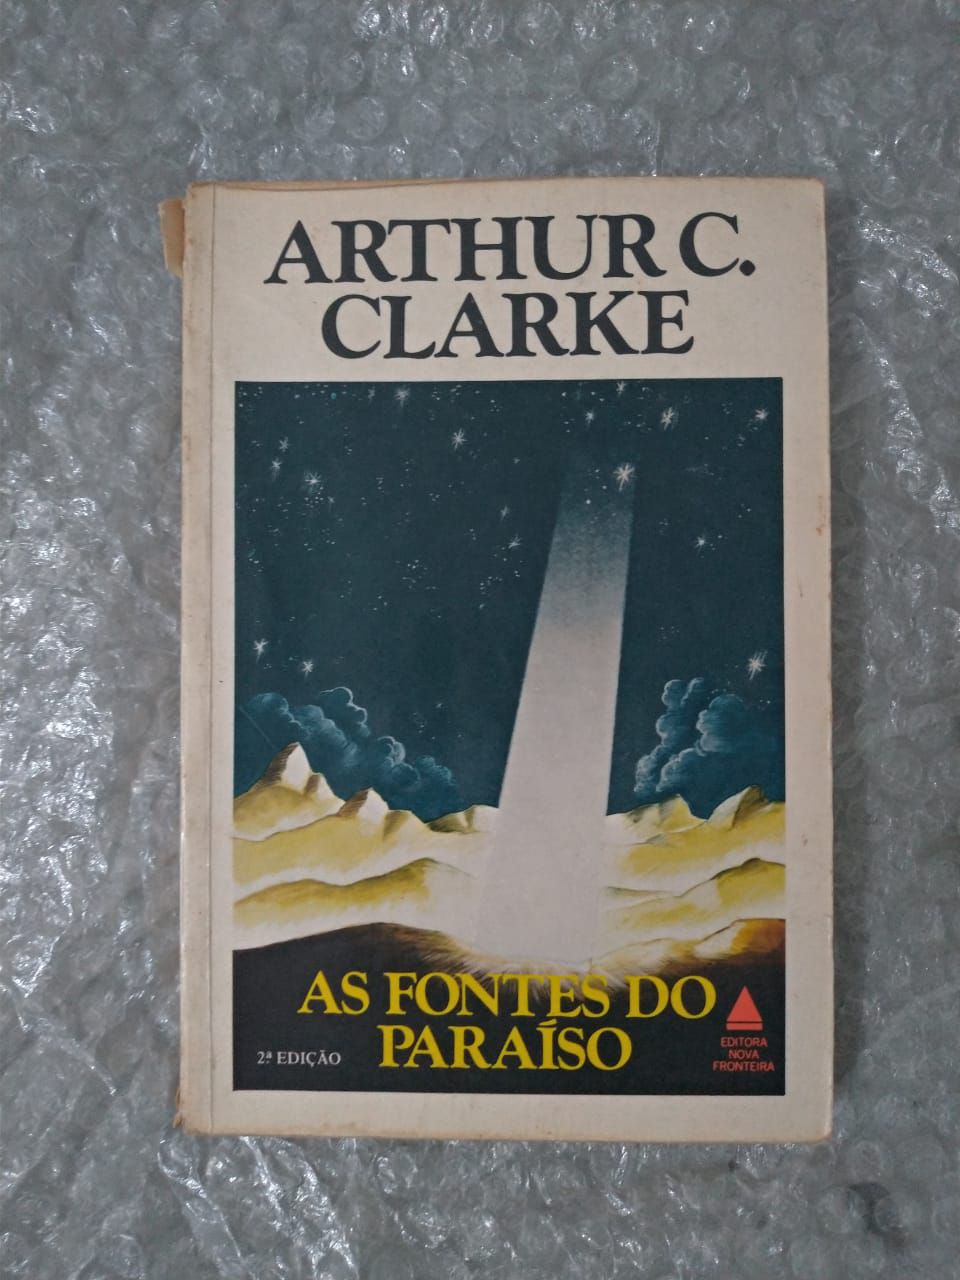 ARTHUR C.
CLARKE
AS FONTES DO
PARAÍSO
2ª EDIÇÃO
EDITORA
NOVA
FRONTEIRA